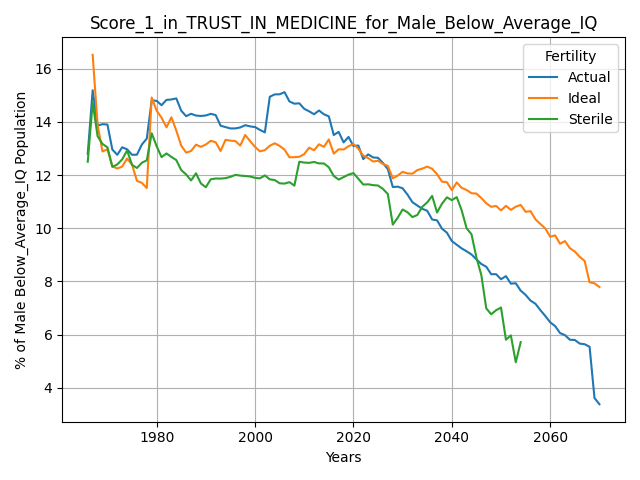 Score_1_in_TRUST_IN_MEDICINE_for_Male_Below_Average_IQ
% of Male Below_Average_IQ Population
16
14
12
10
8
6
4
Fertility
Actual
Ideal
Sterile
1980 2000 2020 2040 2060
Years